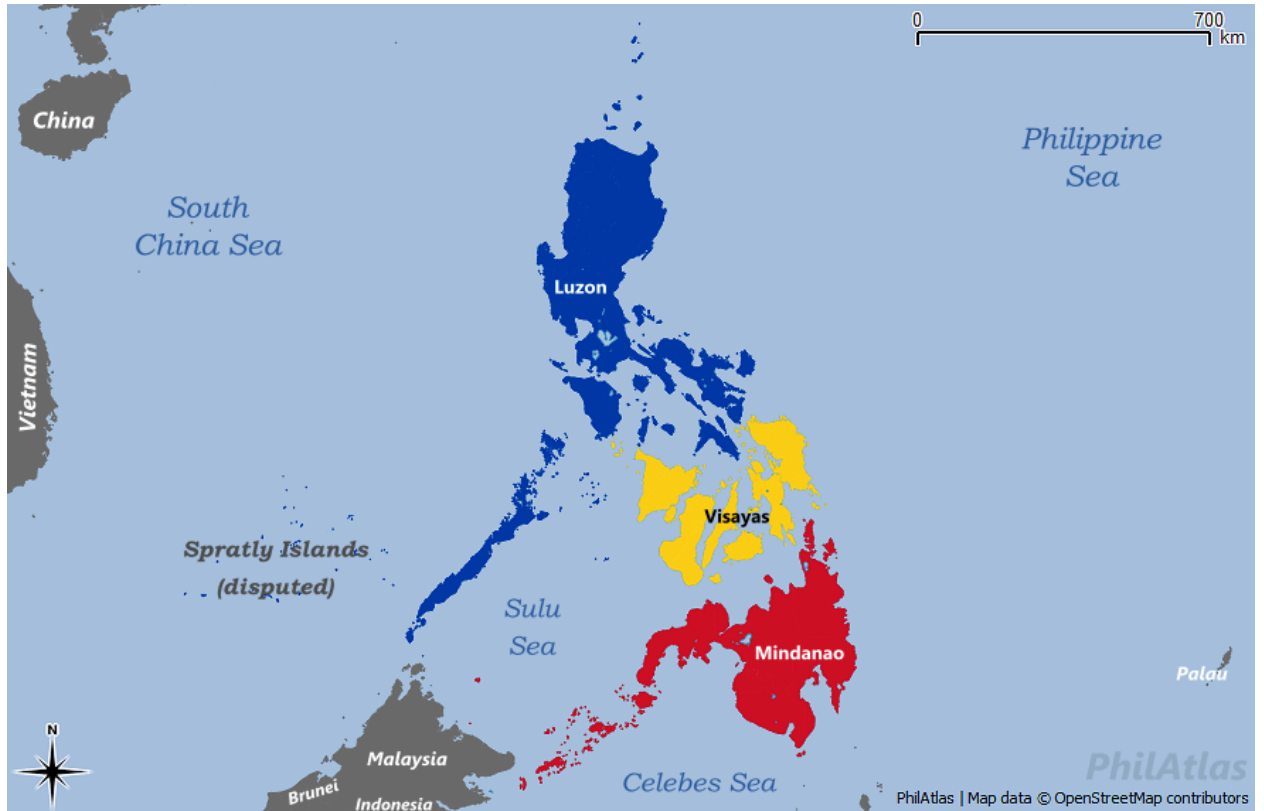 0 700
km
China
Philippine
Sea
South
China Sea
Luzon
Vietnam
Visayas
Spratly Islands
(disputed)
Sulu
Sea
Mindanao
Palau
N
Malaysia
Brunei
Celebes Sea
Indonesia
PhilAtlas
PhilAtlas | Map data © OpenStreetMap contributors